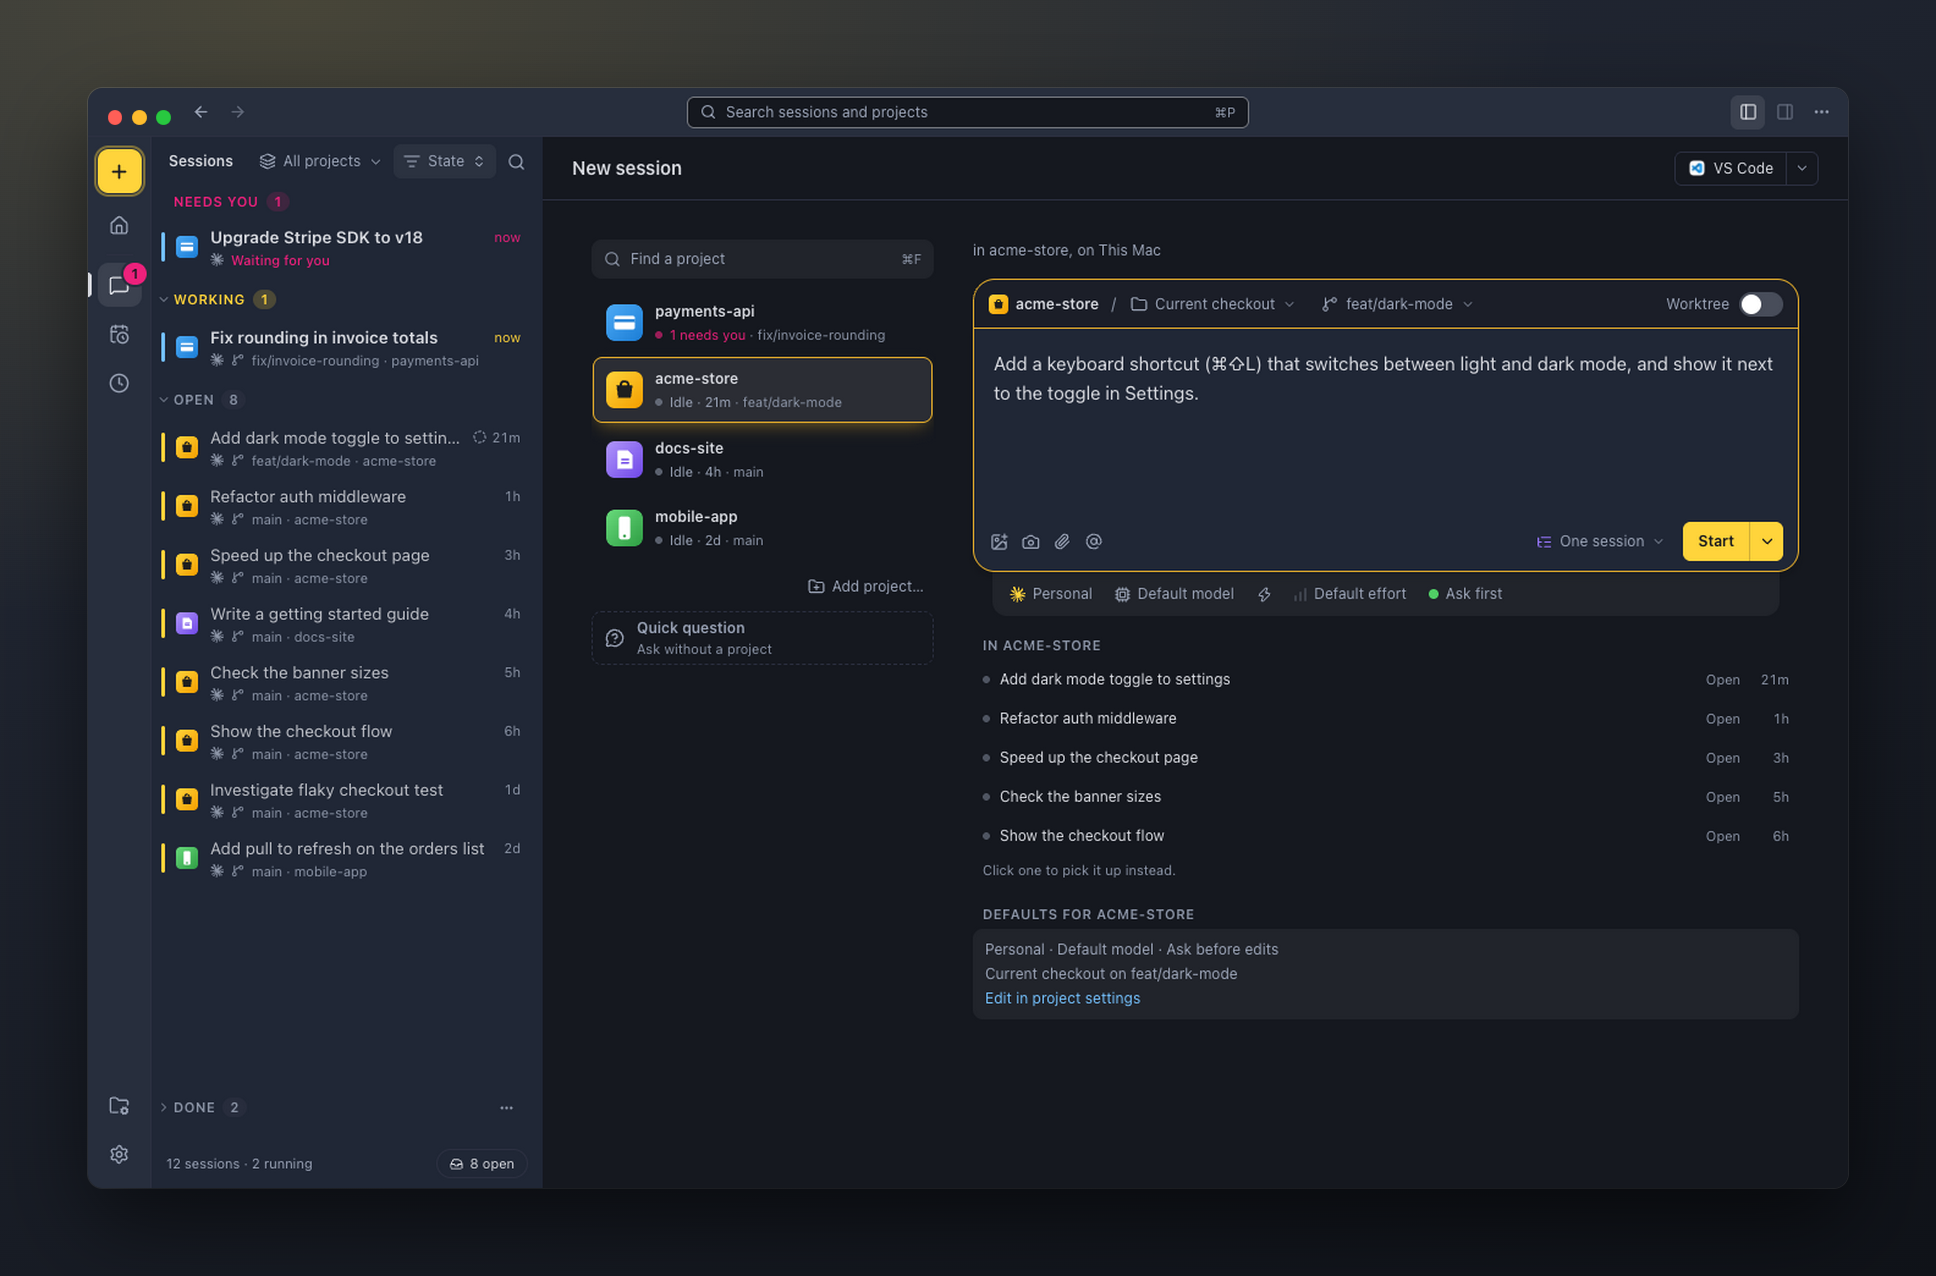 Search sessions and projects ⌘P
Sessions All projects State
NEEDS YOU 1
Upgrade Stripe SDK to v18 now
Waiting for you
WORKING 1
Fix rounding in invoice totals now
fix/invoice-rounding · payments-api
OPEN 8
Add dark mode toggle to settin... 21m
feat/dark-mode · acme-store
Refactor auth middleware 1h
main · acme-store
Speed up the checkout page 3h
main · acme-store
Write a getting started guide 4h
main · docs-site
Check the banner sizes 5h
main · acme-store
Show the checkout flow 6h
main · acme-store
Investigate flaky checkout test 1d
main · acme-store
Add pull to refresh on the orders list 2d
main · mobile-app
DONE 2
12 sessions · 2 running 8 open
1
New session VS Code
Find a project ⌘F
payments-api
1 needs you · fix/invoice-rounding
acme-store
Idle · 21m · feat/dark-mode
docs-site
Idle · 4h · main
mobile-app
Idle · 2d · main
Add project...
Quick question
Ask without a project
in acme-store, on This Mac
acme-store / Current checkout feat/dark-mode Worktree
Add a keyboard shortcut (⌘⇧L) that switches between light and dark mode, and show it next
to the toggle in Settings.
One session Start
Personal Default model Default effort Ask first
IN ACME-STORE
Add dark mode toggle to settings Open 21m
Refactor auth middleware Open 1h
Speed up the checkout page Open 3h
Check the banner sizes Open 5h
Show the checkout flow Open 6h
Click one to pick it up instead.
DEFAULTS FOR ACME-STORE
Personal · Default model · Ask before edits
Current checkout on feat/dark-mode
Edit in project settings